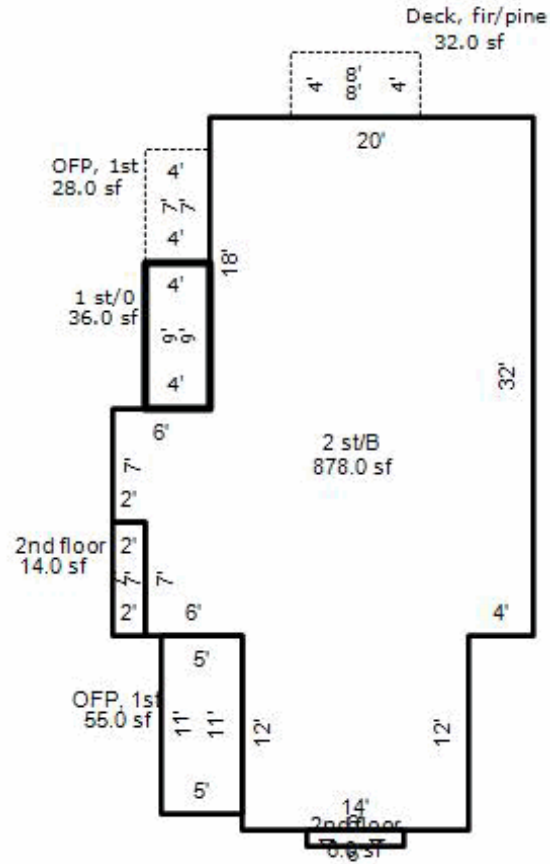 Deck, fir/pine
32.0 sf
8'
4' 4'
8'
20'
OFP, 1st
28.0 sf
4'
7' 7'
4'
18'
1 st/0
36.0 sf
4'
9' 9'
4'
32'
6'
7'
2'
2 st/B
878.0 sf
2nd floor
14.0 sf
2'
7' 7'
2'
6'
4'
OFP, 1st
55.0 sf
5'
11' 11'
5'
12'
12'
14'
2nd floor